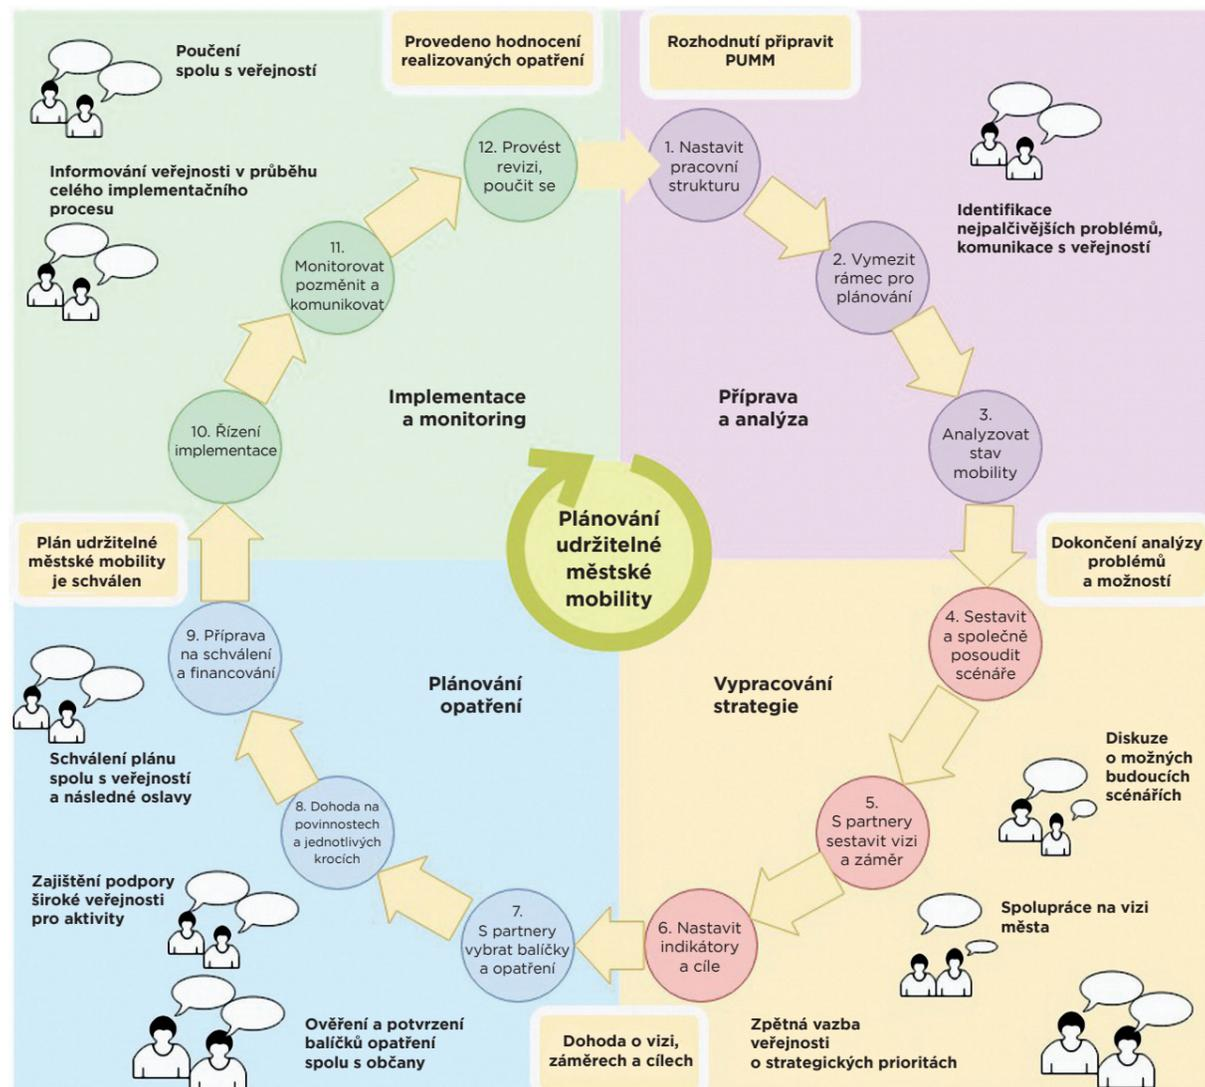 Poučení
spolu s veřejností
Provedeno hodnocení
realizovaných opatření
Rozhodnutí připravit
PUMM
Informování veřejnosti v průběhu
celého implementačního
procesu
12. Provést
revizi,
poučit se
1. Nastavit
pracovní
strukturu
Identifikace
nejpalčivějších problémů,
komunikace s veřejností
11.
Monitorovat
pozměnit a
komunikovat
2. Vymezit
rámec pro
plánování
Implementace
a monitoring
Příprava
a analýza
10. Řízení
implementace
3.
Analyzovat
stav
mobility
Plánování
udržitelné
městské
mobility
Plán udržitelné
městské mobility
je schválen
Dokončení analýzy
problémů
a možností
9. Příprava
na schválení
a financování
4. Sestavit
a společně
posoudit
scénáře
Plánování
opatření
Vypracování
strategie
Schválení plánu
spolu s veřejností
a následné oslavy
Diskuze
o možných
budoucích
scénářích
8. Dohoda na
povinnostech
a jednotlivých
krocích
5.
S partnery
sestavit vizi
a záměr
Zajištění podpory
široké veřejnosti
pro aktivity
7.
S partnery
vybrat balíčky
a opatření
6. Nastavit
indikátory
a cíle
Spolupráce na vizi
města
Ověření a potvrzení
balíčků opatření
spolu s občany
Dohoda o vizi,
záměrech a cílech
Zpětná vazba
veřejnosti
o strategických prioritách